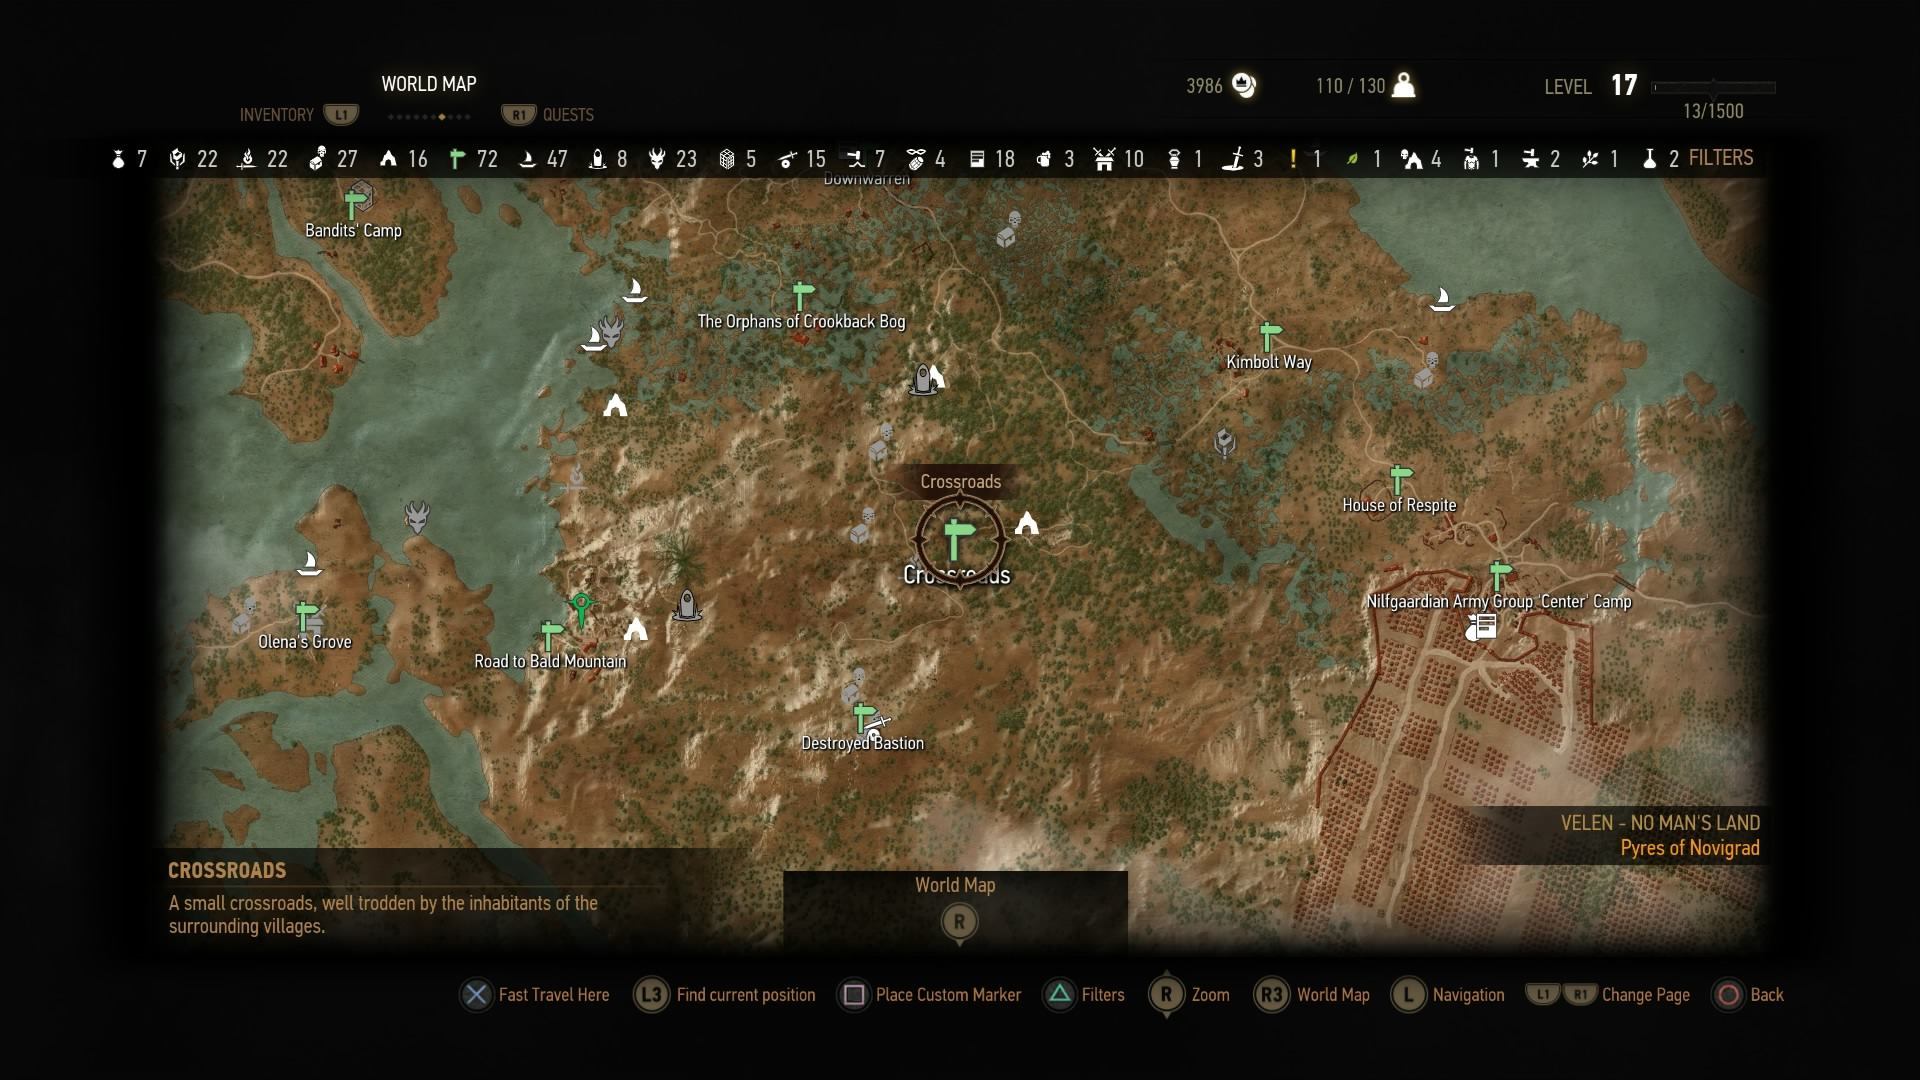 WORLD MAP
3986
110 / 130
LEVEL 17
13/1500
INVENTORY L1
R1 QUESTS
7 22 22 27 16 72 47 8 23 5 15 7 4 18 3 10 1 3 1 1 4 1 2 1 2 FILTERS
Downwarren
Bandits' Camp
The Orphans of Crookback Bog
Kimbolt Way
Crossroads
House of Respite
Crossroads
Nilfgaardian Army Group 'Center' Camp
Olena's Grove
Road to Bald Mountain
Destroyed Bastion
VELEN - NO MAN'S LAND
Pyres of Novigrad
CROSSROADS
A small crossroads, well trodden by the inhabitants of the
surrounding villages.
World Map
R
Fast Travel Here L3 Find current position Place Custom Marker Filters R Zoom R3 World Map L Navigation L1 R1 Change Page Back